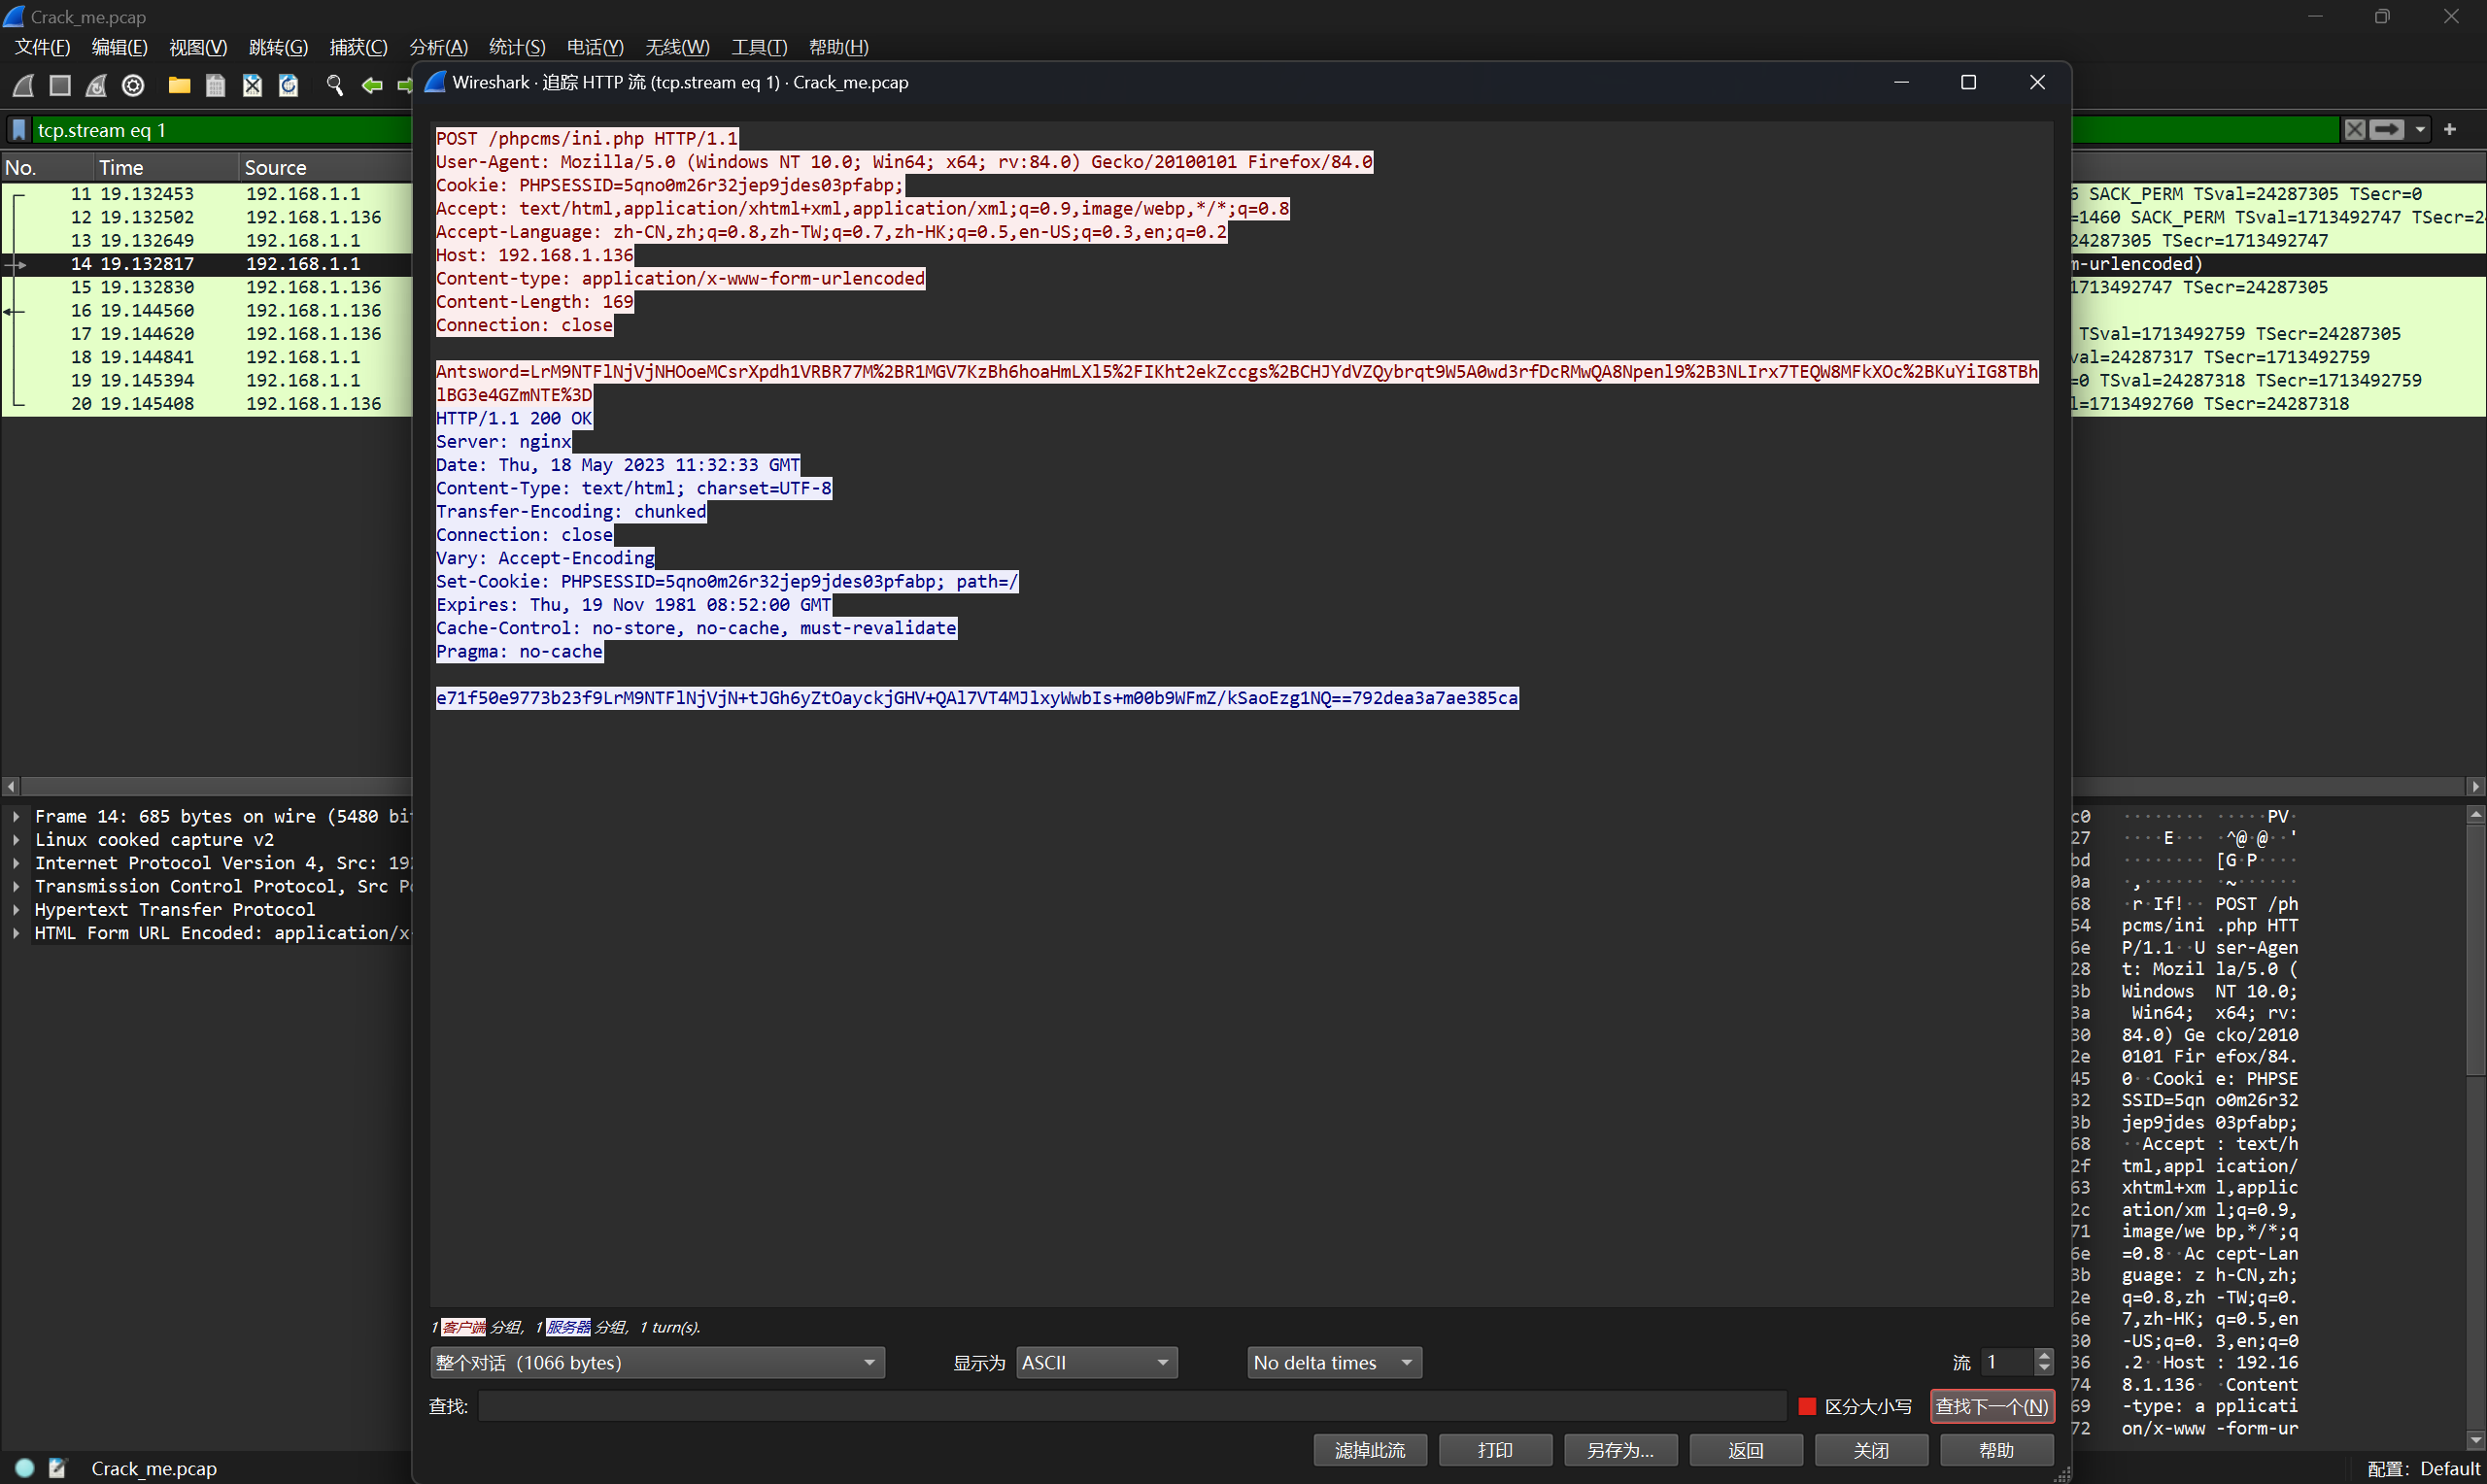 Crack_me.pcap
文件(F) 编辑(E) 视图(V) 跳转(G) 捕获(C) 分析(A) 统计(S) 电话(Y) 无线(W) 工具(T) 帮助(H)
Wireshark · 追踪 HTTP 流 (tcp.stream eq 1) · Crack_me.pcap
tcp.stream eq 1
No. Time Source
11 19.132453 192.168.1.1
12 19.132502 192.168.1.136
13 19.132649 192.168.1.1
14 19.132817 192.168.1.1
15 19.132830 192.168.1.136
16 19.144560 192.168.1.136
17 19.144620 192.168.1.136
18 19.144841 192.168.1.1
19 19.145394 192.168.1.1
20 19.145408 192.168.1.136
POST /phpcms/ini.php HTTP/1.1
User-Agent: Mozilla/5.0 (Windows NT 10.0; Win64; x64; rv:84.0) Gecko/20100101 Firefox/84.0
Cookie: PHPSESSID=5qno0m26r32jep9jdes03pfabp;
Accept: text/html,application/xhtml+xml,application/xml;q=0.9,image/webp,*/*;q=0.8
Accept-Language: zh-CN,zh;q=0.8,zh-TW;q=0.7,zh-HK;q=0.5,en-US;q=0.3,en;q=0.2
Host: 192.168.1.136
Content-type: application/x-www-form-urlencoded
Content-Length: 169
Connection: close
Antsword=LrM9NTFlNjVjNHOoeMCsrXpdh1VRBR77M%2BR1MGV7KzBh6hoaHmLXl5%2FIKht2ekZccgs%2BCHJYdVZQybrqt9W5A0wd3rfDcRMwQA8Npenl9%2B3NLIrx7TEQW8MFkXOc%2BKuYiIG8TBh
lBG3e4GZmNTE%3D
HTTP/1.1 200 OK
Server: nginx
Date: Thu, 18 May 2023 11:32:33 GMT
Content-Type: text/html; charset=UTF-8
Transfer-Encoding: chunked
Connection: close
Vary: Accept-Encoding
Set-Cookie: PHPSESSID=5qno0m26r32jep9jdes03pfabp; path=/
Expires: Thu, 19 Nov 1981 08:52:00 GMT
Cache-Control: no-store, no-cache, must-revalidate
Pragma: no-cache
e71f50e9773b23f9LrM9NTFlNjVjN+tJGh6yZtOayckjGHV+QAl7VT4MJlxyWwbIs+m00b9WFmZ/kSaoEzg1NQ==792dea3a7ae385ca
6 SACK_PERM TSval=24287305 TSecr=0
=1460 SACK_PERM TSval=1713492747 TSecr=2
24287305 TSecr=1713492747
m-urlencoded)
1713492747 TSecr=24287305
TSval=1713492759 TSecr=24287305
val=24287317 TSecr=1713492759
=0 TSval=24287318 TSecr=1713492759
l=1713492760 TSecr=24287318
Frame 14: 685 bytes on wire (5480 bi
Linux cooked capture v2
Internet Protocol Version 4, Src: 19
Transmission Control Protocol, Src P
Hypertext Transfer Protocol
HTML Form URL Encoded: application/x
c0 ········ ·····PV·
27 ····E··· ·^@·@··'
bd ········ [G·P····
0a ·,······ ·~······
68 ·r·If!·· POST /ph
54 pcms/ini .php HTT
6e P/1.1··U ser-Agen
28 t: Mozil la/5.0 (
3b Windows NT 10.0;
3a Win64; x64; rv:
30 84.0) Ge cko/2010
2e 0101 Fir efox/84.
45 0··Cooki e: PHPSE
32 SSID=5qn o0m26r32
3b jep9jdes 03pfabp;
68 ··Accept : text/h
2f tml,appl ication/
63 xhtml+xm l,applic
2c ation/xm l;q=0.9,
71 image/we bp,*/*;q
6e =0.8··Ac cept-Lan
3b guage: z h-CN,zh;
2e q=0.8,zh -TW;q=0.
6e 7,zh-HK; q=0.5,en
30 -US;q=0. 3,en;q=0
36 .2··Host : 192.16
74 8.1.136· ·Content
69 -type: a pplicati
72 on/x-www -form-ur
1 客户端 分组, 1 服务器 分组, 1 turn(s).
整个对话 (1066 bytes) 显示为 ASCII No delta times 流 1
查找: 区分大小写 查找下一个(N)
滤掉此流 打印 另存为… 返回 关闭 帮助
Crack_me.pcap
配置: Default